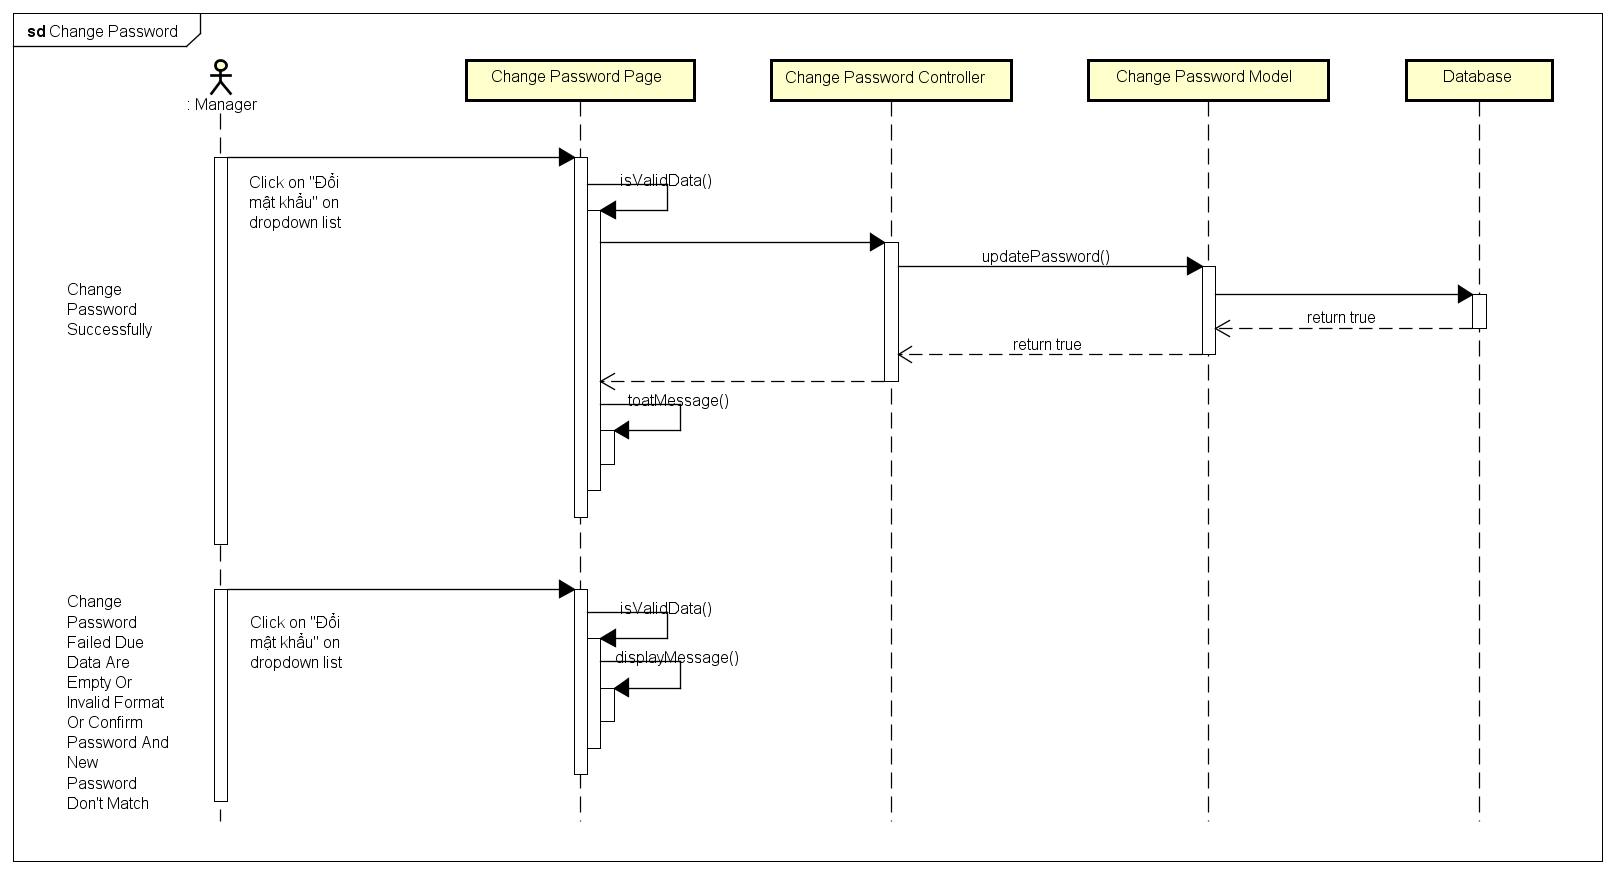 sd Change Password
: Manager
Change Password Page
Change Password Controller
Change Password Model
Database
Click on "Đổi
mật khẩu" on
dropdown list
isValidData()
updatePassword()
Change
Password
Successfully
return true
return true
toatMessage()
Change
Password
Failed Due
Data Are
Empty Or
Invalid Format
Or Confirm
Password And
New
Password
Don't Match
Click on "Đổi
mật khẩu" on
dropdown list
isValidData()
displayMessage()